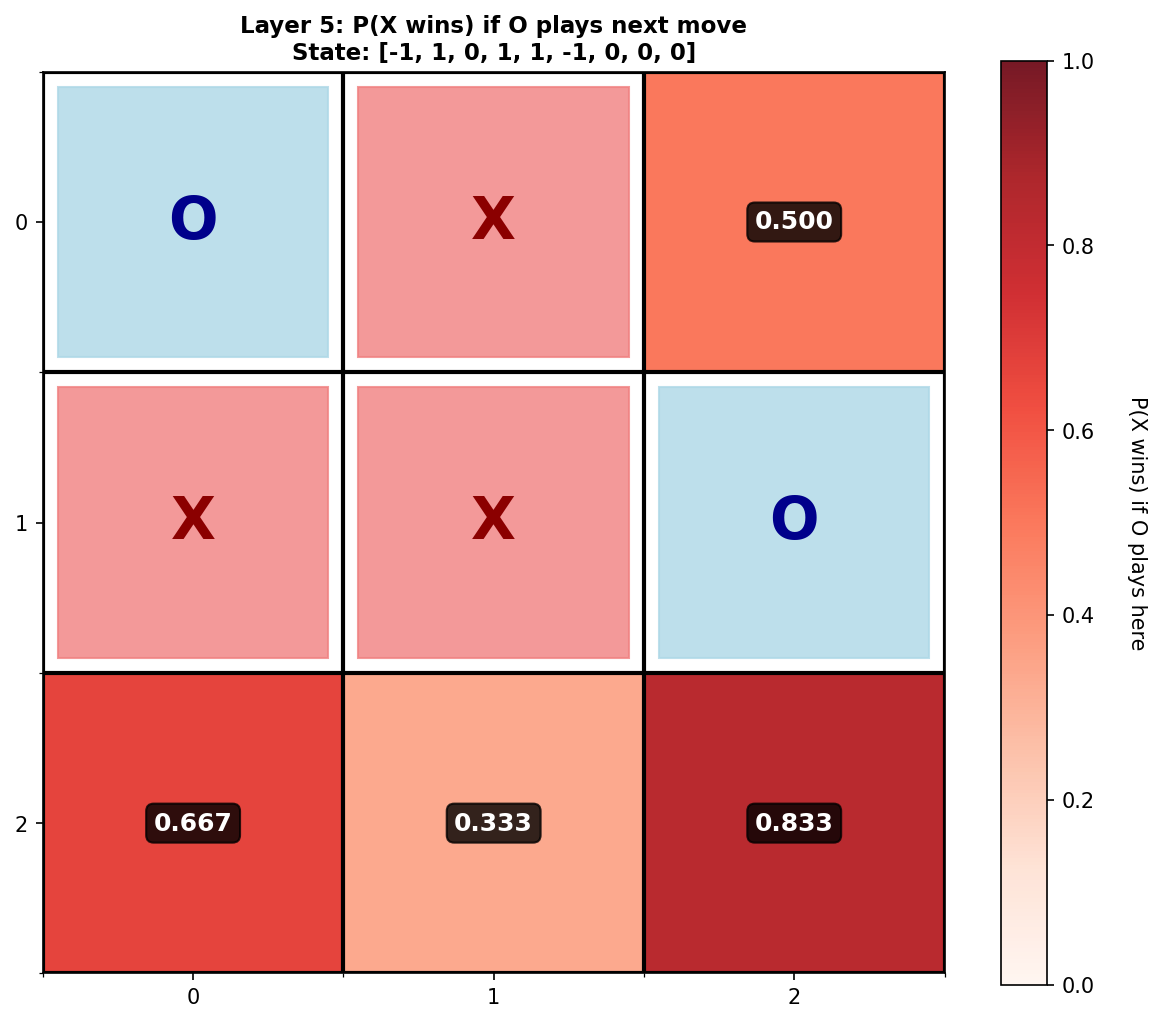 Layer 5: P(X wins) if O plays next move
State: [-1, 1, 0, 1, 1, -1, 0, 0, 0]
O
X
0.500
X
X
O
0.667
0.333
0.833
0
1
2
0
1
2
1.0
0.8
0.6
0.4
0.2
0.0
P(X wins) if O plays here